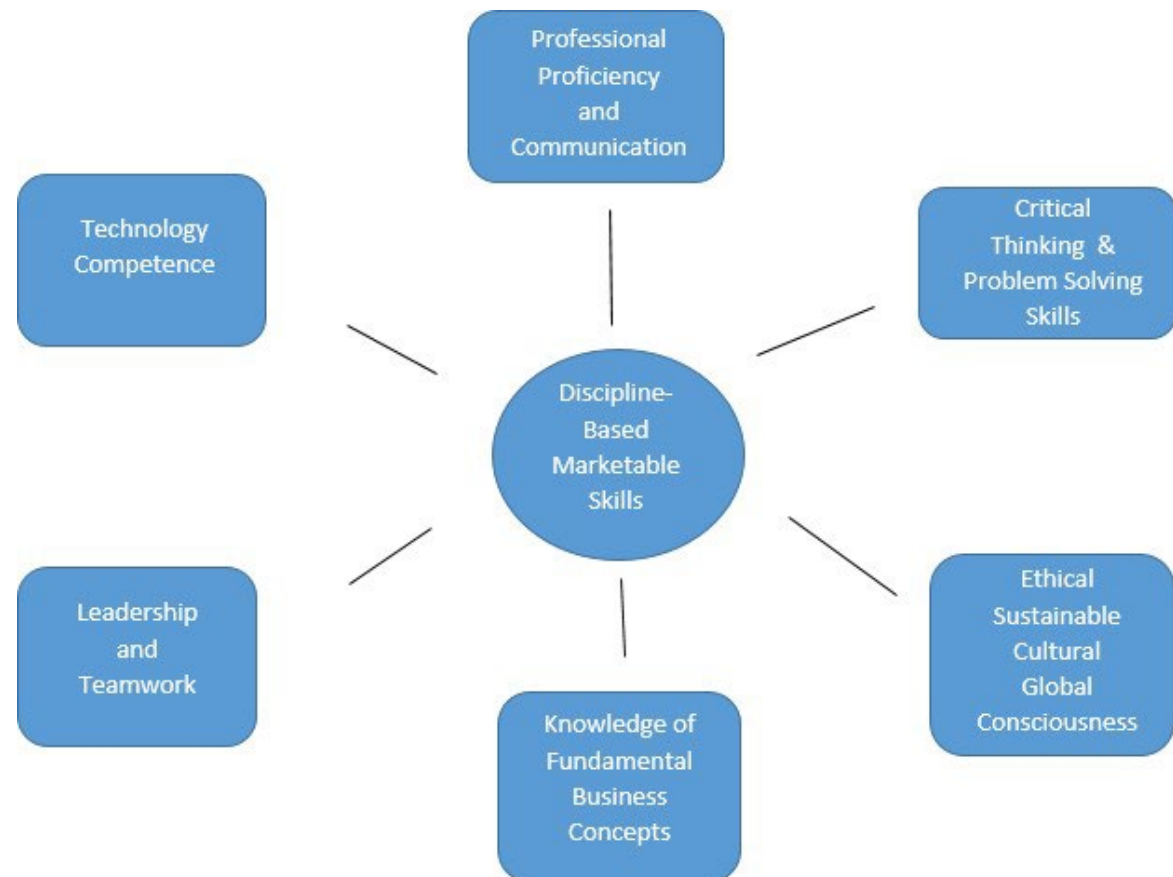 Professional
Proficiency
and
Communication
Technology
Competence
Critical
Thinking &
Problem Solving
Skills
Discipline-
Based
Marketable
Skills
Leadership
and
Teamwork
Ethical
Sustainable
Cultural
Global
Consciousness
Knowledge of
Fundamental
Business
Concepts